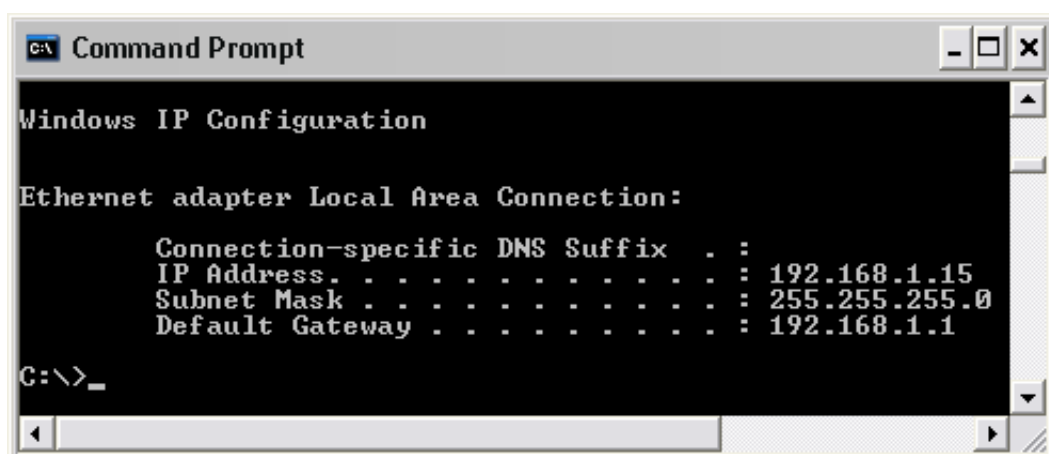 Command Prompt
Windows IP Configuration
Ethernet adapter Local Area Connection:
Connection-specific DNS Suffix . :
IP Address. . . . . . . . . . . . : 192.168.1.15
Subnet Mask . . . . . . . . . . . : 255.255.255.0
Default Gateway . . . . . . . . . : 192.168.1.1
C:\>_